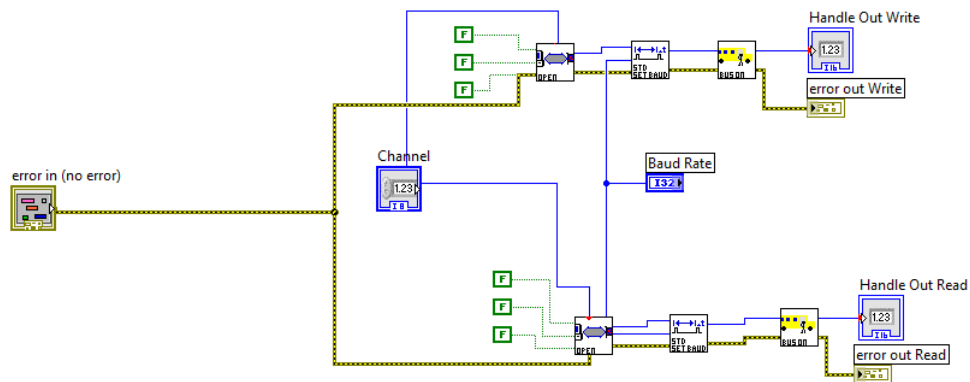 Handle Out Write
F
1.23
I16
F
OPEN
STD
SET BAUD
BUS ON
F
error out Write
Channel
1.23
I8
Baud Rate
I32
error in (no error)
F
Handle Out Read
F
1.23
I16
F
OPEN
STD
SET BAUD
BUS ON
error out Read